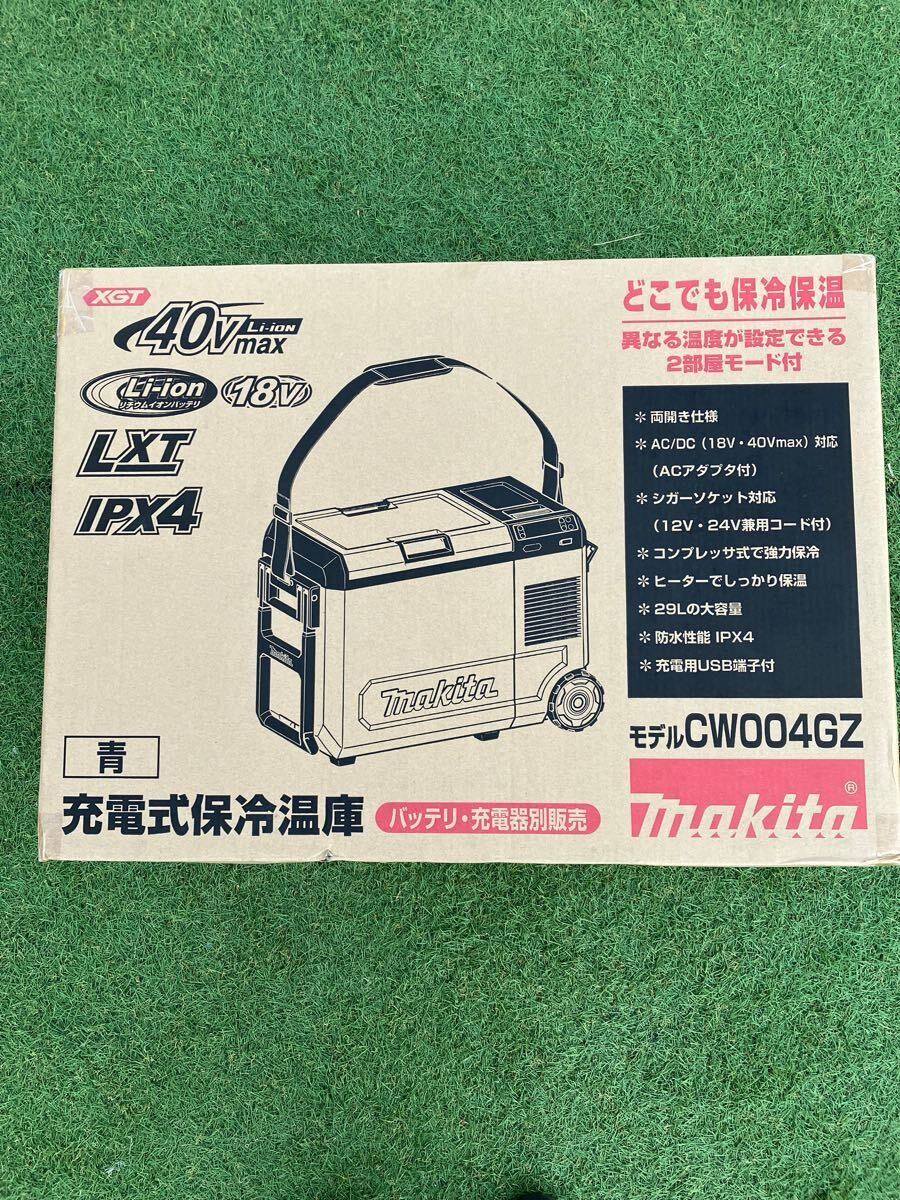 XGT
40Vmax Li-ion
Li-ion
リチウムイオンバッテリ
18V
LXT
IPX4
どこでも保冷保温
異なる温度が設定できる
2部屋モード付
＊両開き仕様
＊AC/DC（18V・40Vmax）対応
（ACアダプタ付）
＊シガーソケット対応
（12V・24V兼用コード付）
＊コンプレッサ式で強力保冷
＊ヒーターでしっかり保温
＊29Lの大容量
＊防水性能 IPX4
＊充電用USB端子付
makita
makita
モデルCW004GZ
青
充電式保冷温庫
バッテリ・充電器別販売
makita®